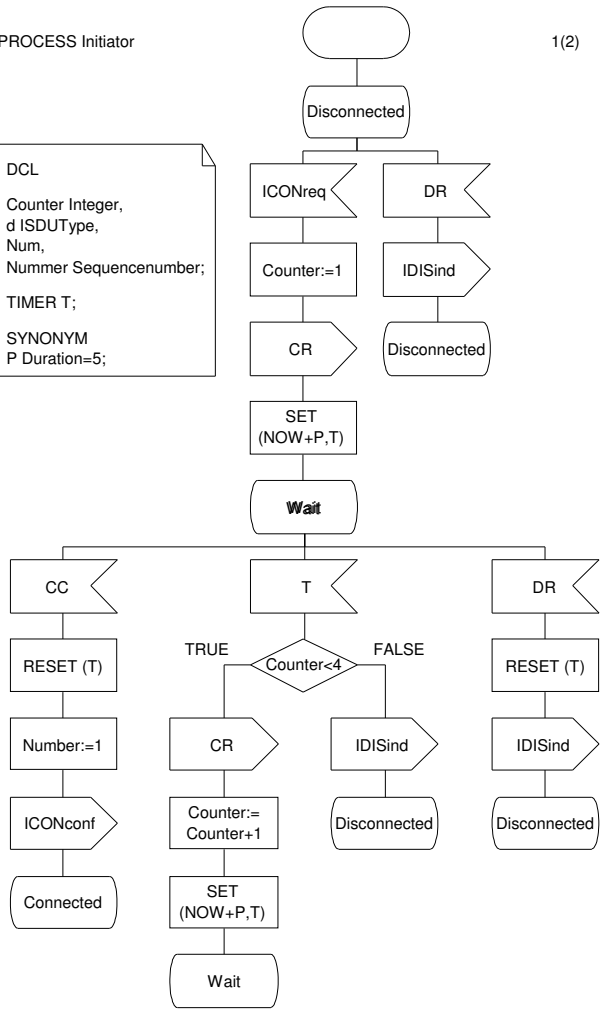 PROCESS Initiator
1(2)
Disconnected
DCL
Counter Integer,
d ISDUType,
Num,
Nummer Sequencenumber;
TIMER T;
SYNONYM
P Duration=5;
ICONreq
DR
Counter:=1
IDISind
CR
Disconnected
SET
(NOW+P,T)
Wait
CC
T
DR
RESET (T)
TRUE
Counter<4
FALSE
RESET (T)
Number:=1
CR
IDISind
IDISind
ICONconf
Counter:=
Counter+1
Disconnected
Disconnected
Connected
SET
(NOW+P,T)
Wait